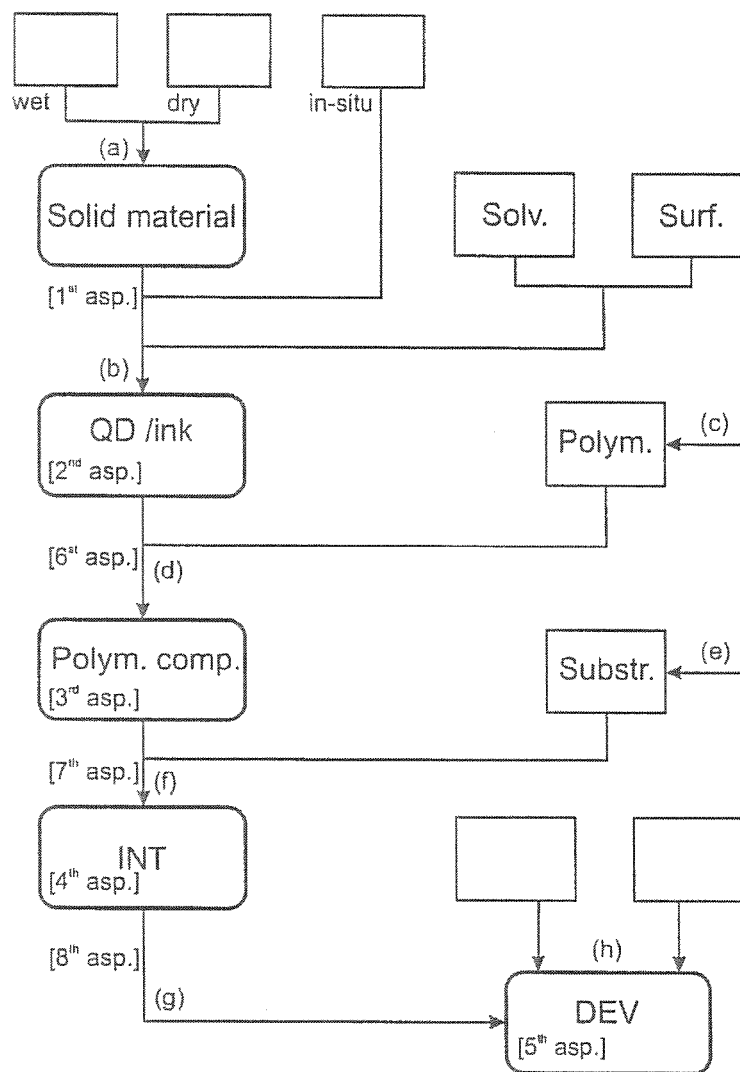 wet
dry
in-situ
(a)
Solid material
Solv.
Surf.
[1st asp.]
(b)
QD /ink
[2nd asp.]
Polym.
(c)
[6st asp.]
(d)
Polym. comp.
[3rd asp.]
Substr.
(e)
[7th asp.]
(f)
INT
[4th asp.]
[8th asp.]
(g)
(h)
DEV
[5th asp.]